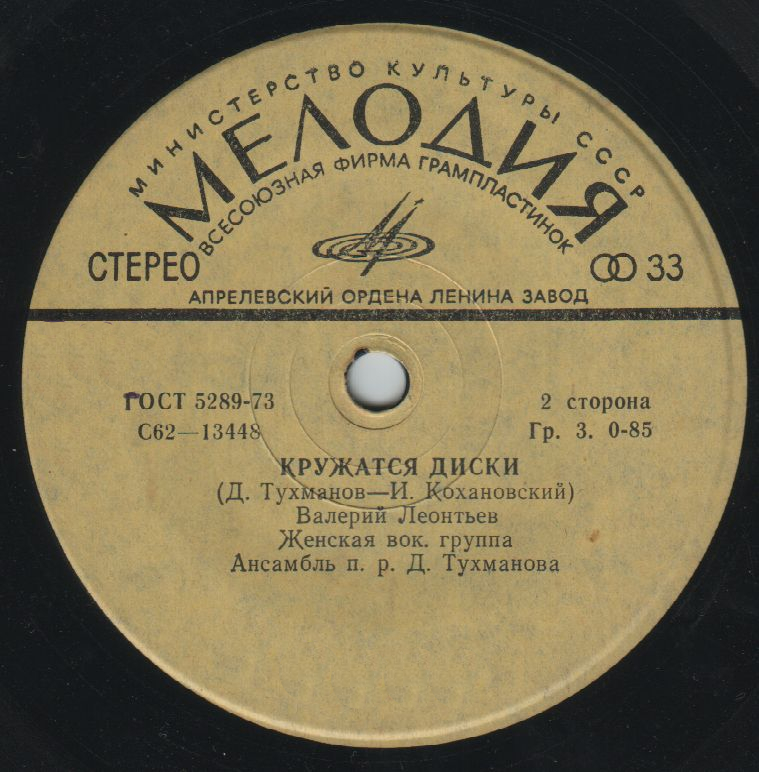 МИНИСТЕРСТВО КУЛЬТУРЫ СССР
МЕЛОДИЯ
ВСЕСОЮЗНАЯ ФИРМА ГРАМПЛАСТИНОК
СТЕРЕО
33
АПРЕЛЕВСКИЙ ОРДЕНА ЛЕНИНА ЗАВОД
ГОСТ 5289-73
2 сторона
С62—13448
Гр. 3. 0-85
КРУЖАТСЯ ДИСКИ
(Д. Тухманов—И. Кохановский)
Валерий Леонтьев
Женская вок. группа
Ансамбль п. р. Д. Тухманова